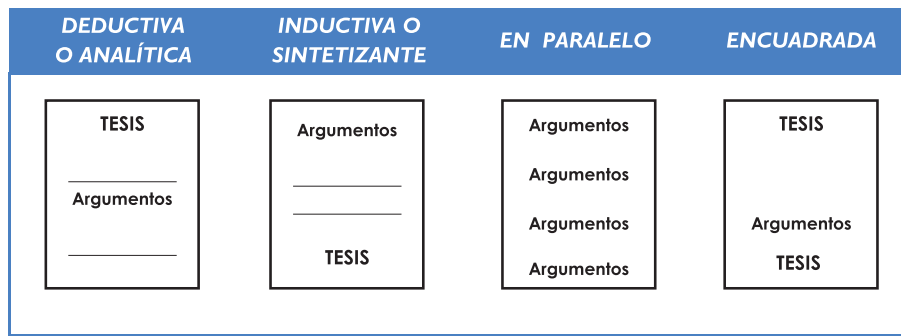 DEDUCTIVA
O ANALÍTICA
INDUCTIVA O
SINTETIZANTE
EN PARALELO
ENCUADRADA
TESIS
Argumentos
Argumentos
TESIS
Argumentos
Argumentos
Argumentos
Argumentos
TESIS
Argumentos
TESIS